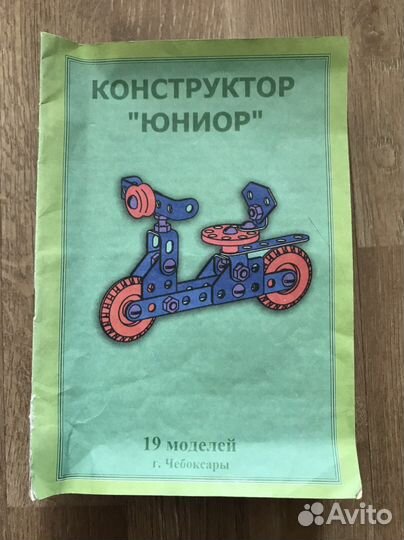 КОНСТРУКТОР
"ЮНИОР"
19 моделей
г. Чебоксары
Avito